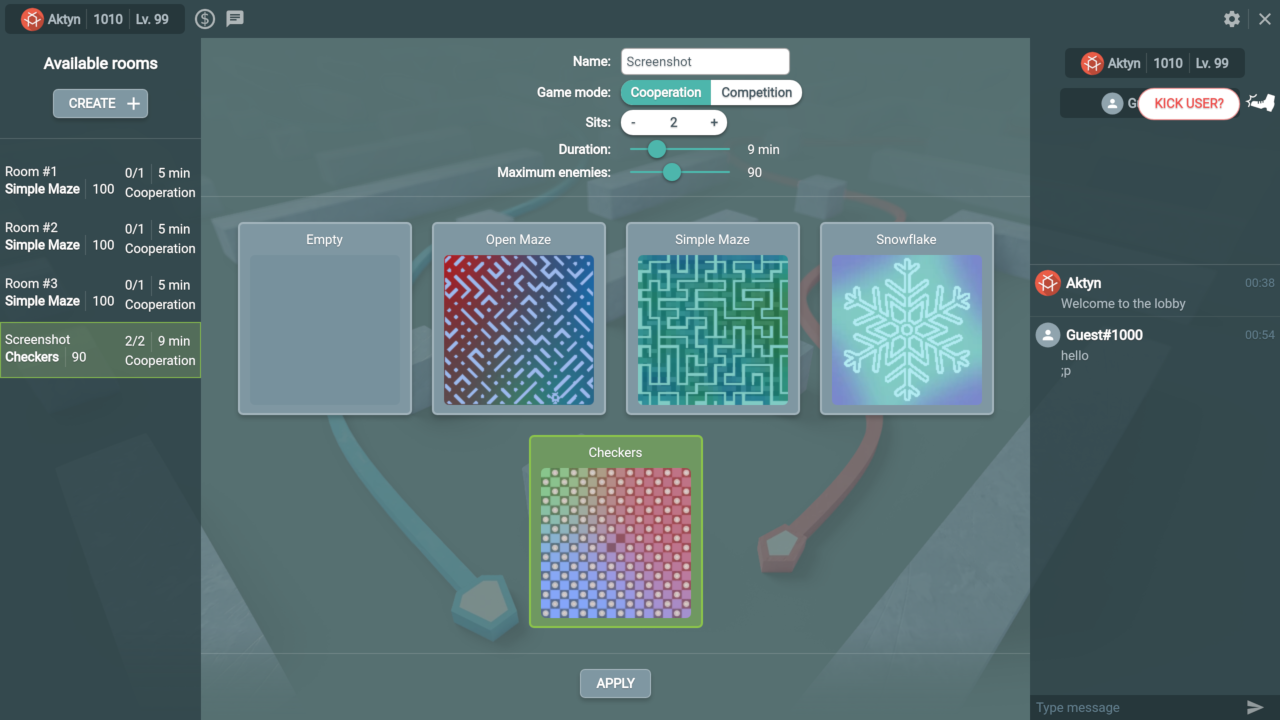 Aktyn 1010 Lv. 99
Available rooms
CREATE +
Room #1 0/1 5 min
Simple Maze 100 Cooperation
Room #2 0/1 5 min
Simple Maze 100 Cooperation
Room #3 0/1 5 min
Simple Maze 100 Cooperation
Screenshot 2/2 9 min
Checkers 90 Cooperation
Name: Screenshot
Game mode: Cooperation Competition
Sits: - 2 +
Duration: 9 min
Maximum enemies: 90
Empty
Open Maze
Simple Maze
Snowflake
Checkers
APPLY
Aktyn 1010 Lv. 99
G KICK USER?
Aktyn 00:38
Welcome to the lobby
Guest#1000 00:54
hello
;p
Type message